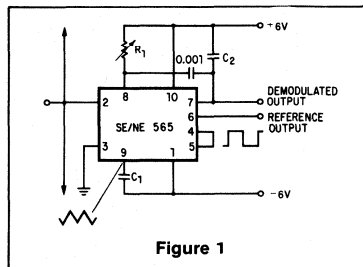 +6V
R1
0.001
C2
8
10
DEMODULATED
OUTPUT
2
7
SE/NE 565
6
REFERENCE
OUTPUT
4
3
5
9
1
C1
-6V
Figure 1